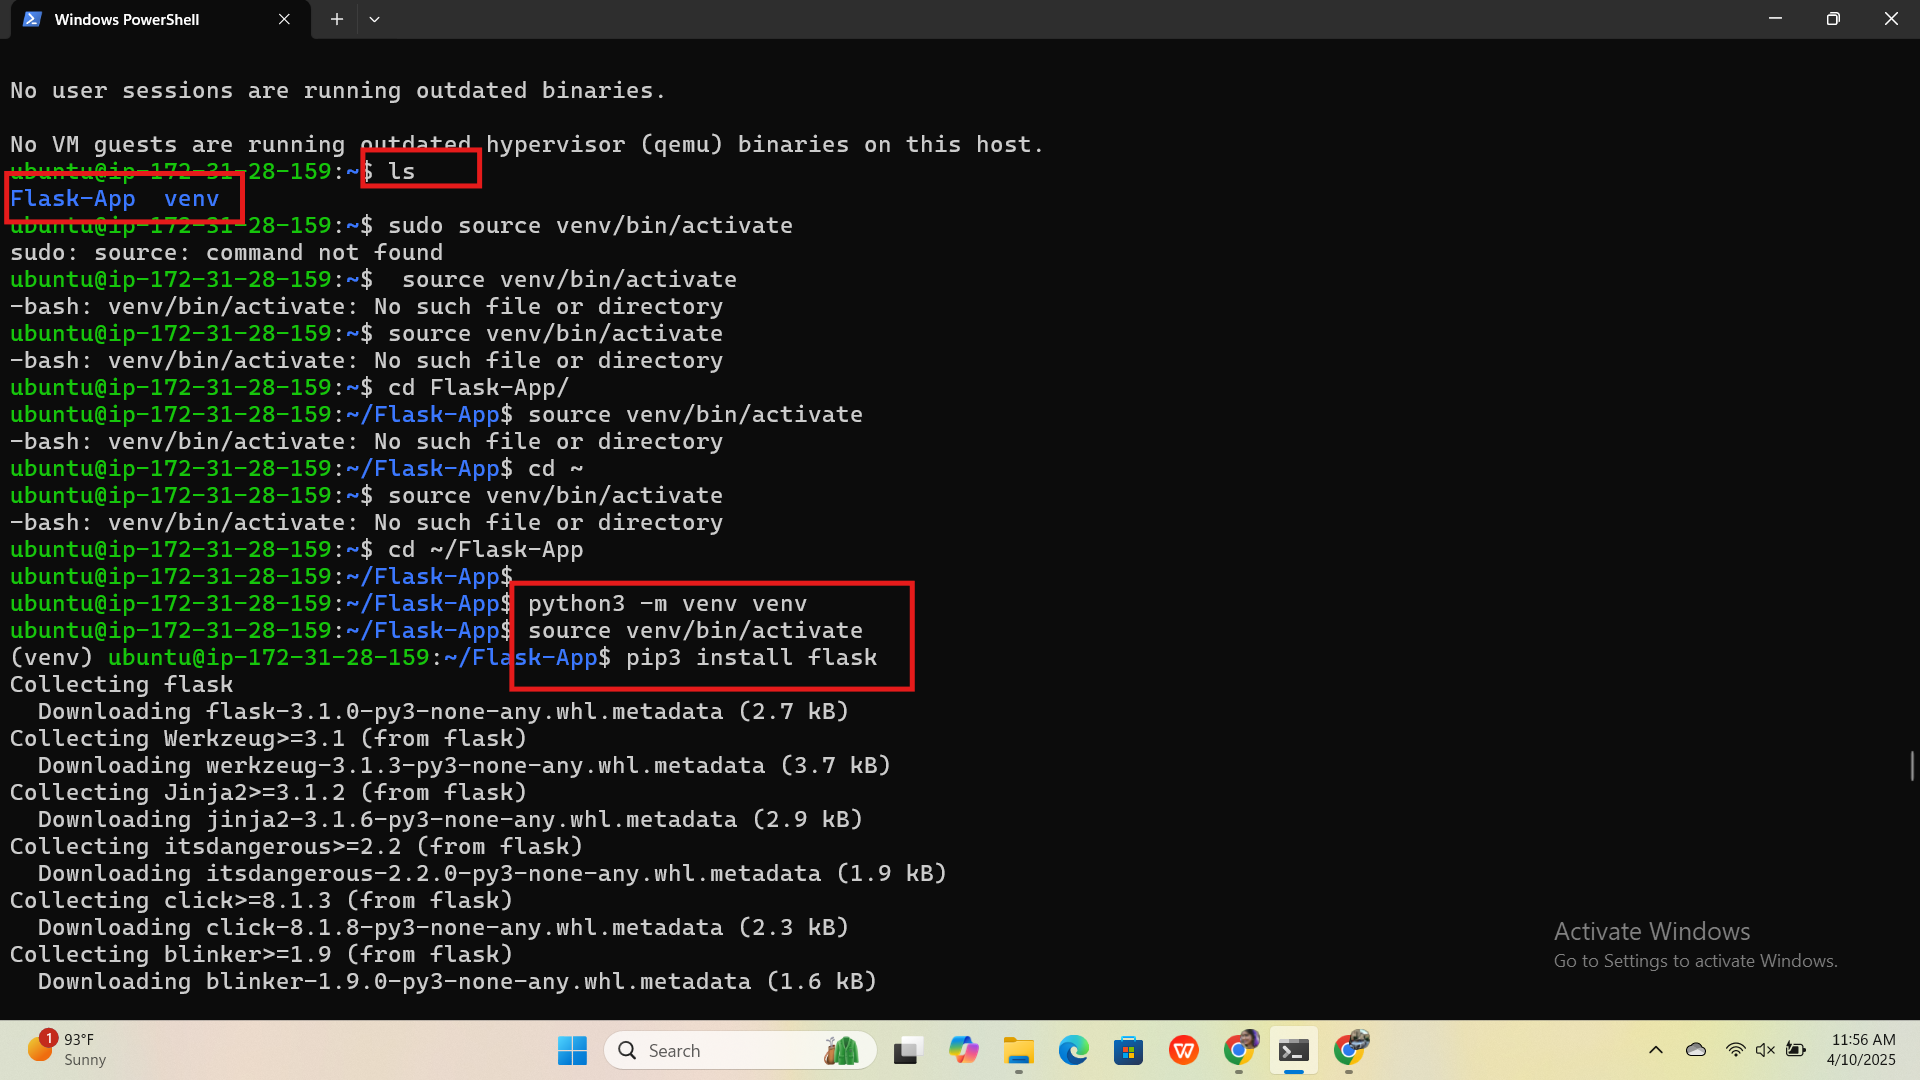 Windows PowerShell
No user sessions are running outdated binaries.
No VM guests are running outdated hypervisor (qemu) binaries on this host.
ubuntu@ip-172-31-28-159:~$ ls
Flask-App  venv
ubuntu@ip-172-31-28-159:~$ sudo source venv/bin/activate
sudo: source: command not found
ubuntu@ip-172-31-28-159:~$  source venv/bin/activate
-bash: venv/bin/activate: No such file or directory
ubuntu@ip-172-31-28-159:~$ source venv/bin/activate
-bash: venv/bin/activate: No such file or directory
ubuntu@ip-172-31-28-159:~$ cd Flask-App/
ubuntu@ip-172-31-28-159:~/Flask-App$ source venv/bin/activate
-bash: venv/bin/activate: No such file or directory
ubuntu@ip-172-31-28-159:~/Flask-App$ cd ~
ubuntu@ip-172-31-28-159:~$ source venv/bin/activate
-bash: venv/bin/activate: No such file or directory
ubuntu@ip-172-31-28-159:~$ cd ~/Flask-App
ubuntu@ip-172-31-28-159:~/Flask-App$
ubuntu@ip-172-31-28-159:~/Flask-App$ python3 -m venv venv
ubuntu@ip-172-31-28-159:~/Flask-App$ source venv/bin/activate
(venv) ubuntu@ip-172-31-28-159:~/Flask-App$ pip3 install flask
Collecting flask
  Downloading flask-3.1.0-py3-none-any.whl.metadata (2.7 kB)
Collecting Werkzeug>=3.1 (from flask)
  Downloading werkzeug-3.1.3-py3-none-any.whl.metadata (3.7 kB)
Collecting Jinja2>=3.1.2 (from flask)
  Downloading jinja2-3.1.6-py3-none-any.whl.metadata (2.9 kB)
Collecting itsdangerous>=2.2 (from flask)
  Downloading itsdangerous-2.2.0-py3-none-any.whl.metadata (1.9 kB)
Collecting click>=8.1.3 (from flask)
  Downloading click-8.1.8-py3-none-any.whl.metadata (2.3 kB)
Collecting blinker>=1.9 (from flask)
  Downloading blinker-1.9.0-py3-none-any.whl.metadata (1.6 kB)
Activate Windows
Go to Settings to activate Windows.
1
93°F
Sunny
Search
11:56 AM
4/10/2025